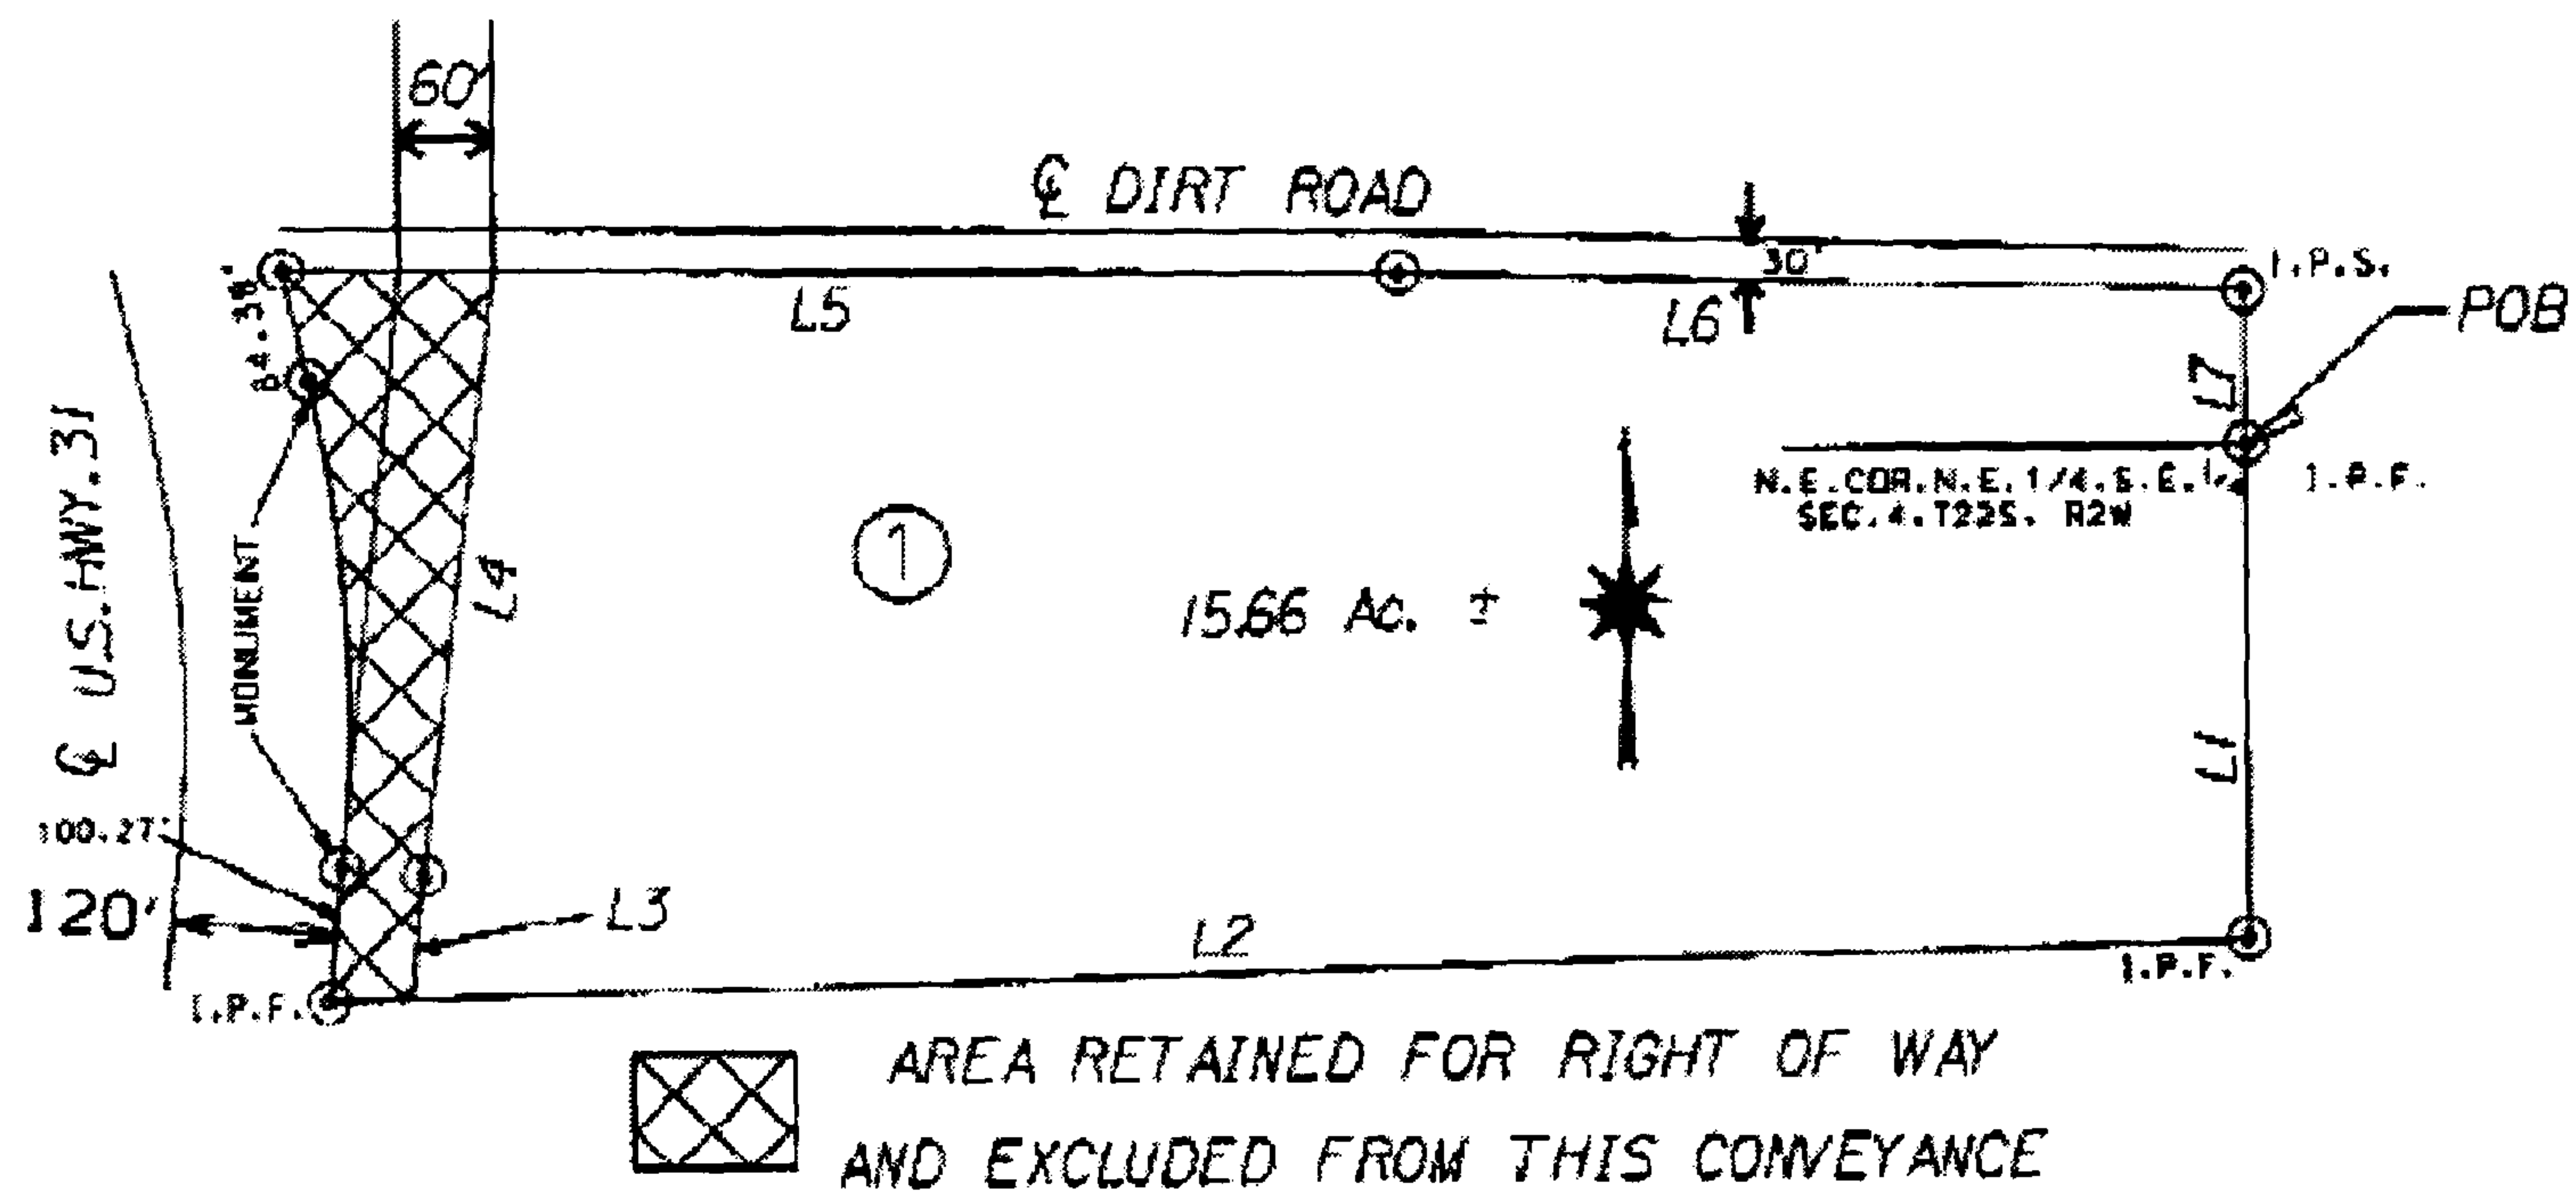 60'
℄ DIRT ROAD
30'
I.P.S.
L5
L6
POB
84.38'
L7
℄ U.S. HWY. 31
N.E. COR. N.E. 1/4, S.E. 1/4
SEC. 4, T22S, R2W
I.P.F.
MONUMENT
1
L4
15.66 Ac. ±
L1
100.27'
120'
L3
L2
I.P.F.
I.P.F.
AREA RETAINED FOR RIGHT OF WAY
AND EXCLUDED FROM THIS CONVEYANCE